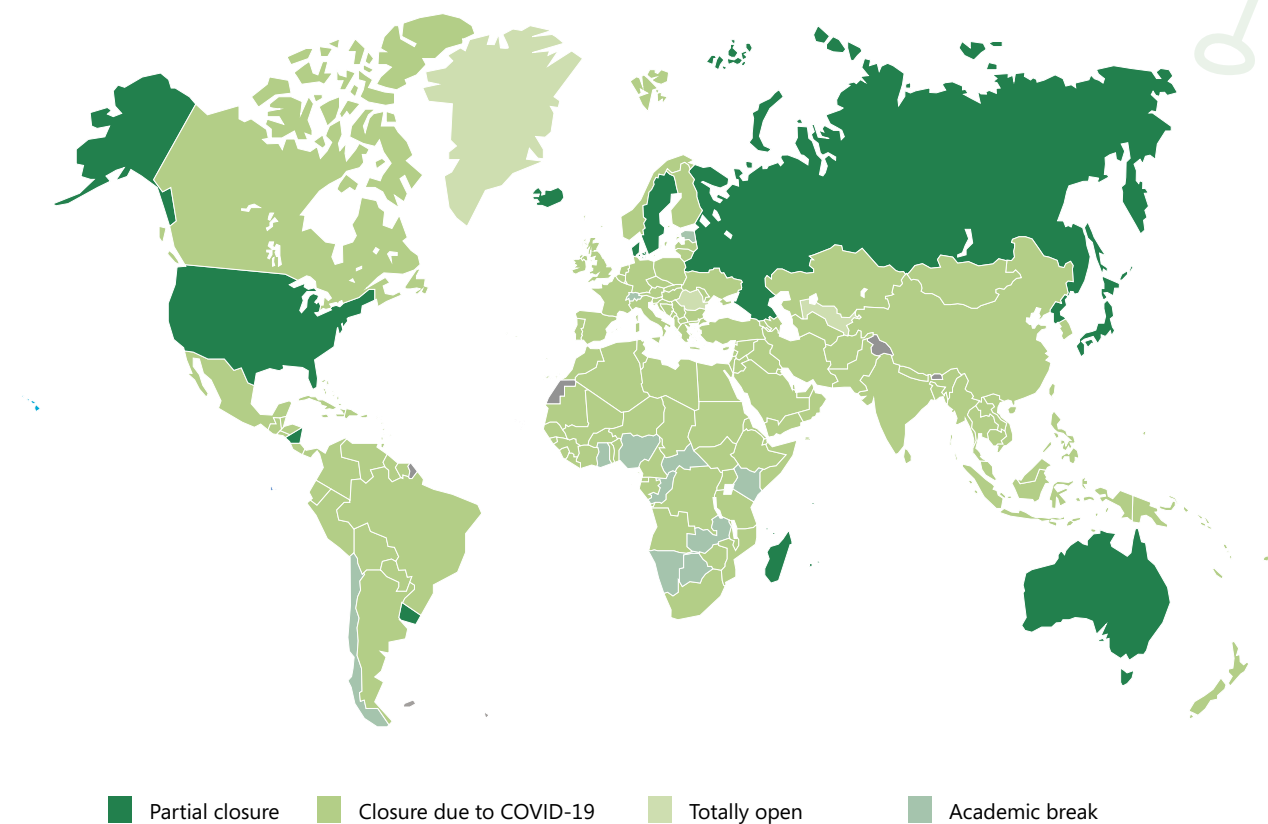 Partial closure
Closure due to COVID-19
Totally open
Academic break